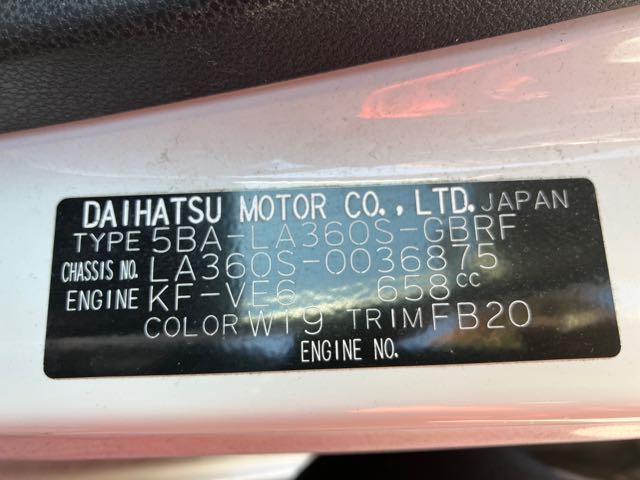 DAIHATSU MOTOR CO., LTD. JAPAN
TYPE 5BA-LA360S-GBRF
CHASSIS NO. LA360S-0036875
ENGINE KF-VE6 658cc
COLOR W19 TRIM FB20
ENGINE NO.